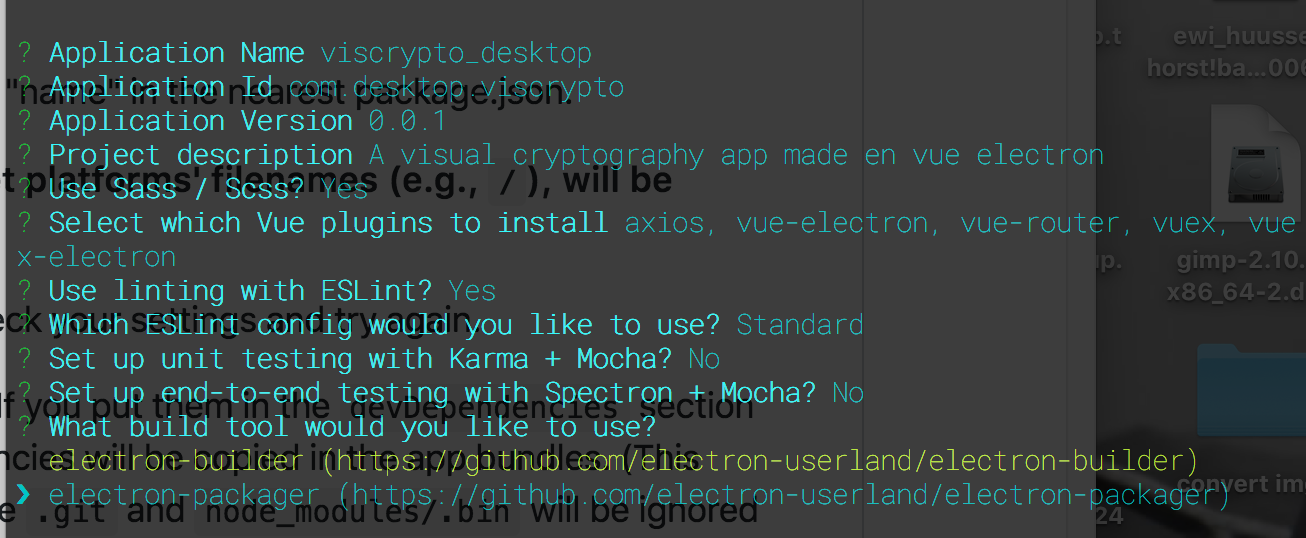 ? Application Name viscrypto_desktop
? Application Id com.desktop.viscrypto
"name" in the nearest package.json.
? Application Version 0.0.1
? Project description A visual cryptography app made en vue electron
et platforms' filenames (e.g., / ), will be
? Use Sass / Scss? Yes
? Select which Vue plugins to install axios, vue-electron, vue-router, vuex, vue
x-electron
? Use linting with ESLint? Yes
eck your settings and try again
? Which ESLint config would you like to use? Standard
? Set up unit testing with Karma + Mocha? No
? Set up end-to-end testing with Spectron + Mocha? No
If you put them in the devDependencies section
? What build tool would you like to use?
ncies will be copied in the app bundles. (This
electron-builder (https://github.com/electron-userland/electron-builder)
❯ electron-packager (https://github.com/electron-userland/electron-packager)
e .git and node_modules/.bin will be ignored
p.t
ewi_huusse
horst!ba...006
up.
gimp-2.10.
x86_64-2.d
convert ime
24